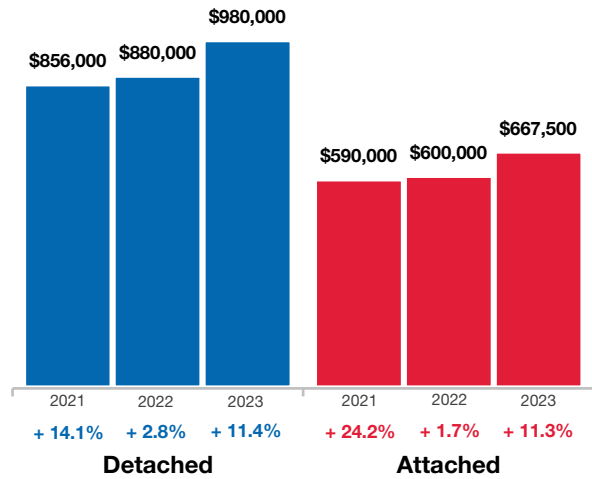 $980,000
$856,000 $880,000
$667,500
$590,000 $600,000
2021 2022 2023 2021 2022 2023
+ 14.1% + 2.8% + 11.4% + 24.2% + 1.7% + 11.3%
Detached Attached